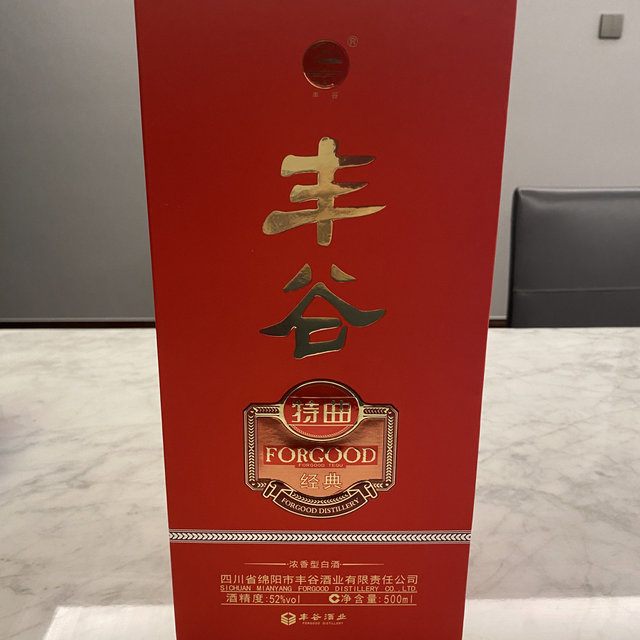 ®
丰谷
丰
谷
特曲
FORGOOD
FORGOOD TEQU
经典
FORGOOD DISTILLERY
浓香型白酒
四川省绵阳市丰谷酒业有限责任公司
SICHUAN MIANYANG FORGOOD DISTILLERY CO.,LTD
酒精度:52%vol
净含量:500ml
丰谷酒业
FORGOOD DISTILLERY